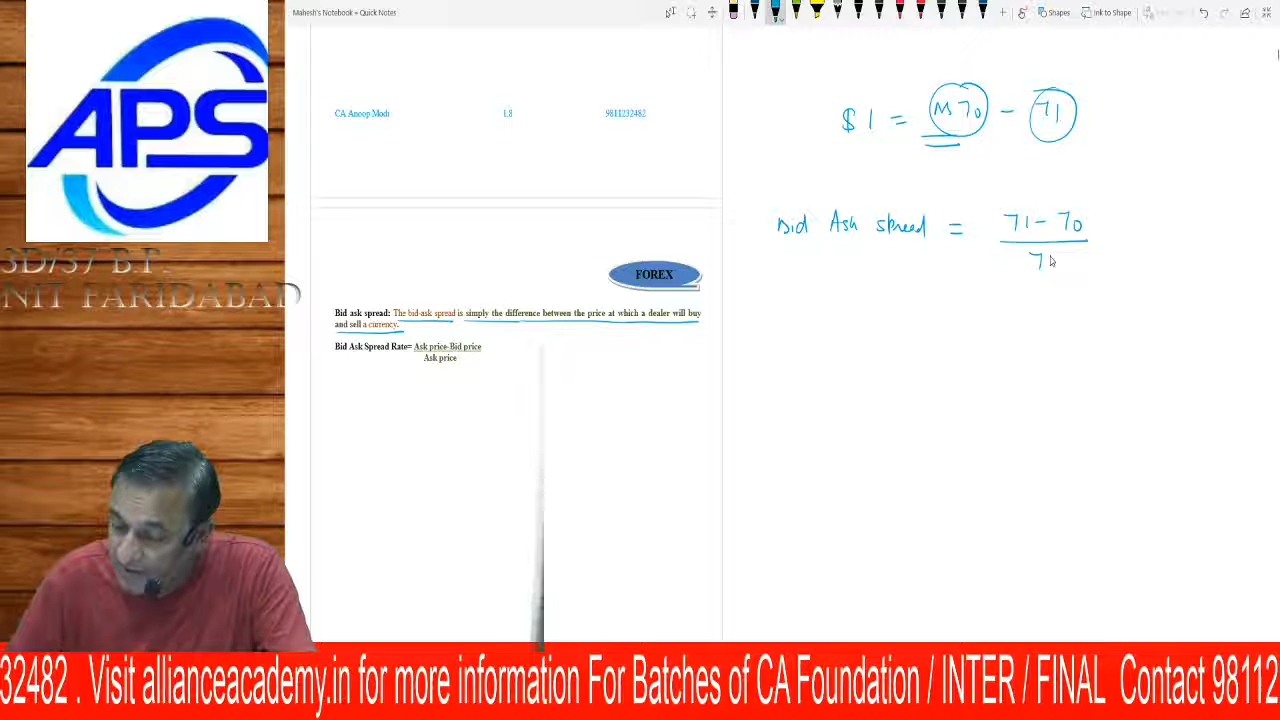 Mahesh's Notebook » Quick Notes
Shapes
Ink to Shape
APS
3D/37 B.P.
NIT FARIDABAD
CA Anoop Modi 1.8 9811232482
FOREX
Bid ask spread: The bid-ask spread is simply the difference between the price at which a dealer will buy
and sell a currency.
Bid Ask Spread Rate= Ask price-Bid price
Ask price
$ 1 = 70 - 71
Bid Ask spread = 71 - 70
32482 . Visit allianceacademy.in for more information For Batches of CA Foundation / INTER / FINAL Contact 98112